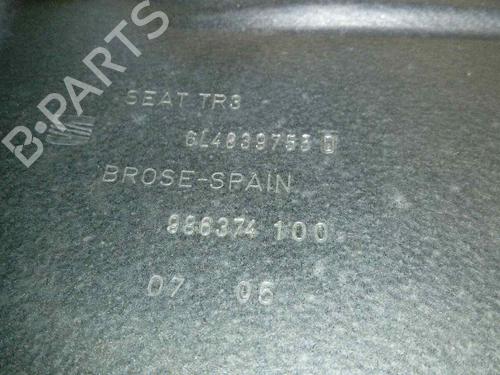 B-PARTS
SEAT TR3
6L4839753 D
BROSE-SPAIN
986374 100
07 06